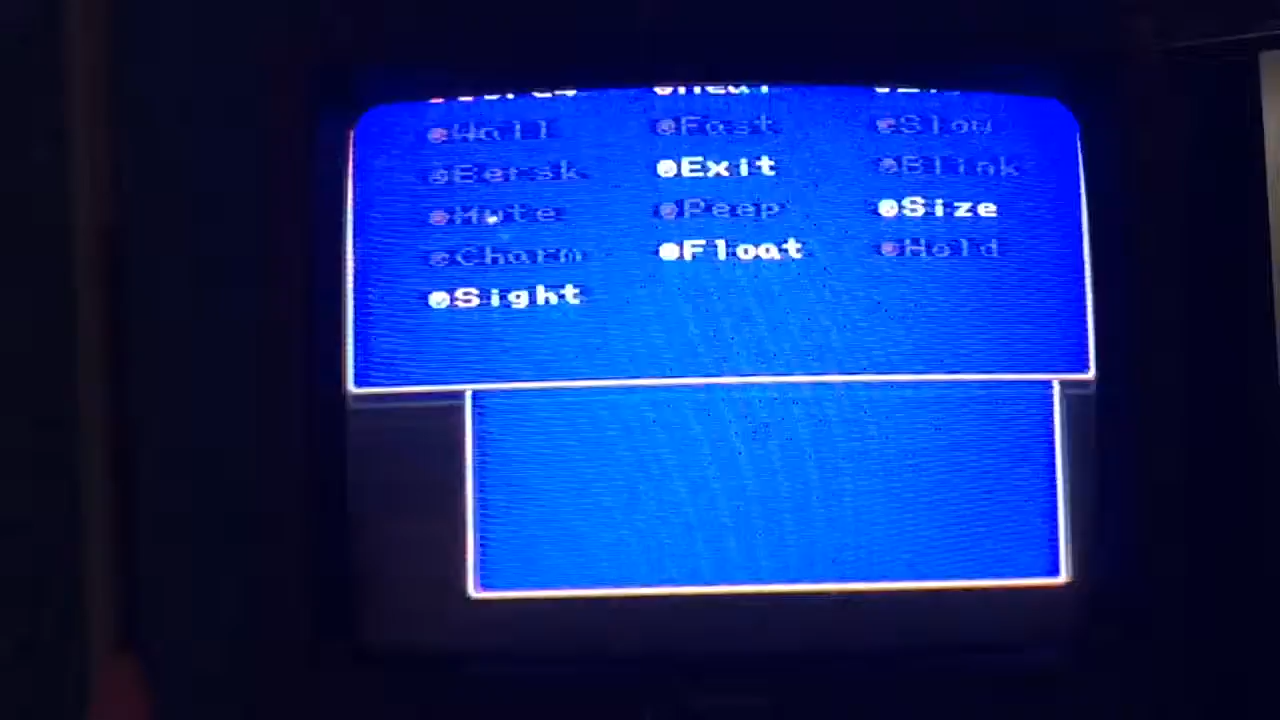 @Wall @Fast @Slow
@Bersk @Exit @Blink
@Mute @Peep @Size
@Charm @Float @Hold
@Sight